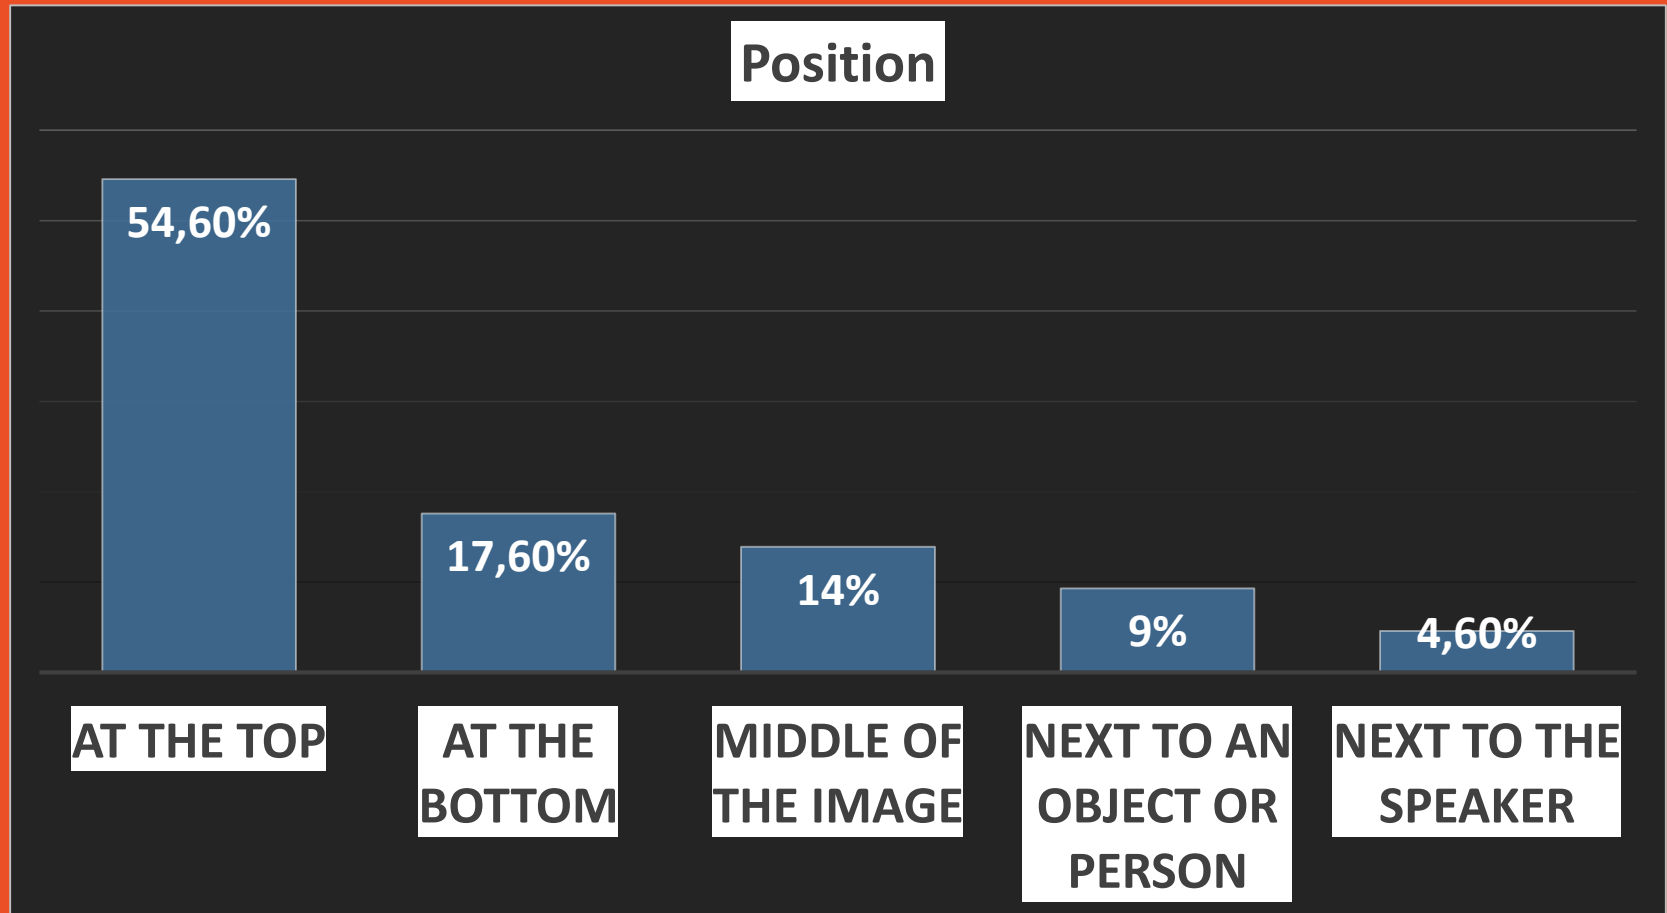 Position
54,60%
17,60%
14%
9%
4,60%
AT THE TOP
AT THE
BOTTOM
MIDDLE OF
THE IMAGE
NEXT TO AN
OBJECT OR
PERSON
NEXT TO THE
SPEAKER